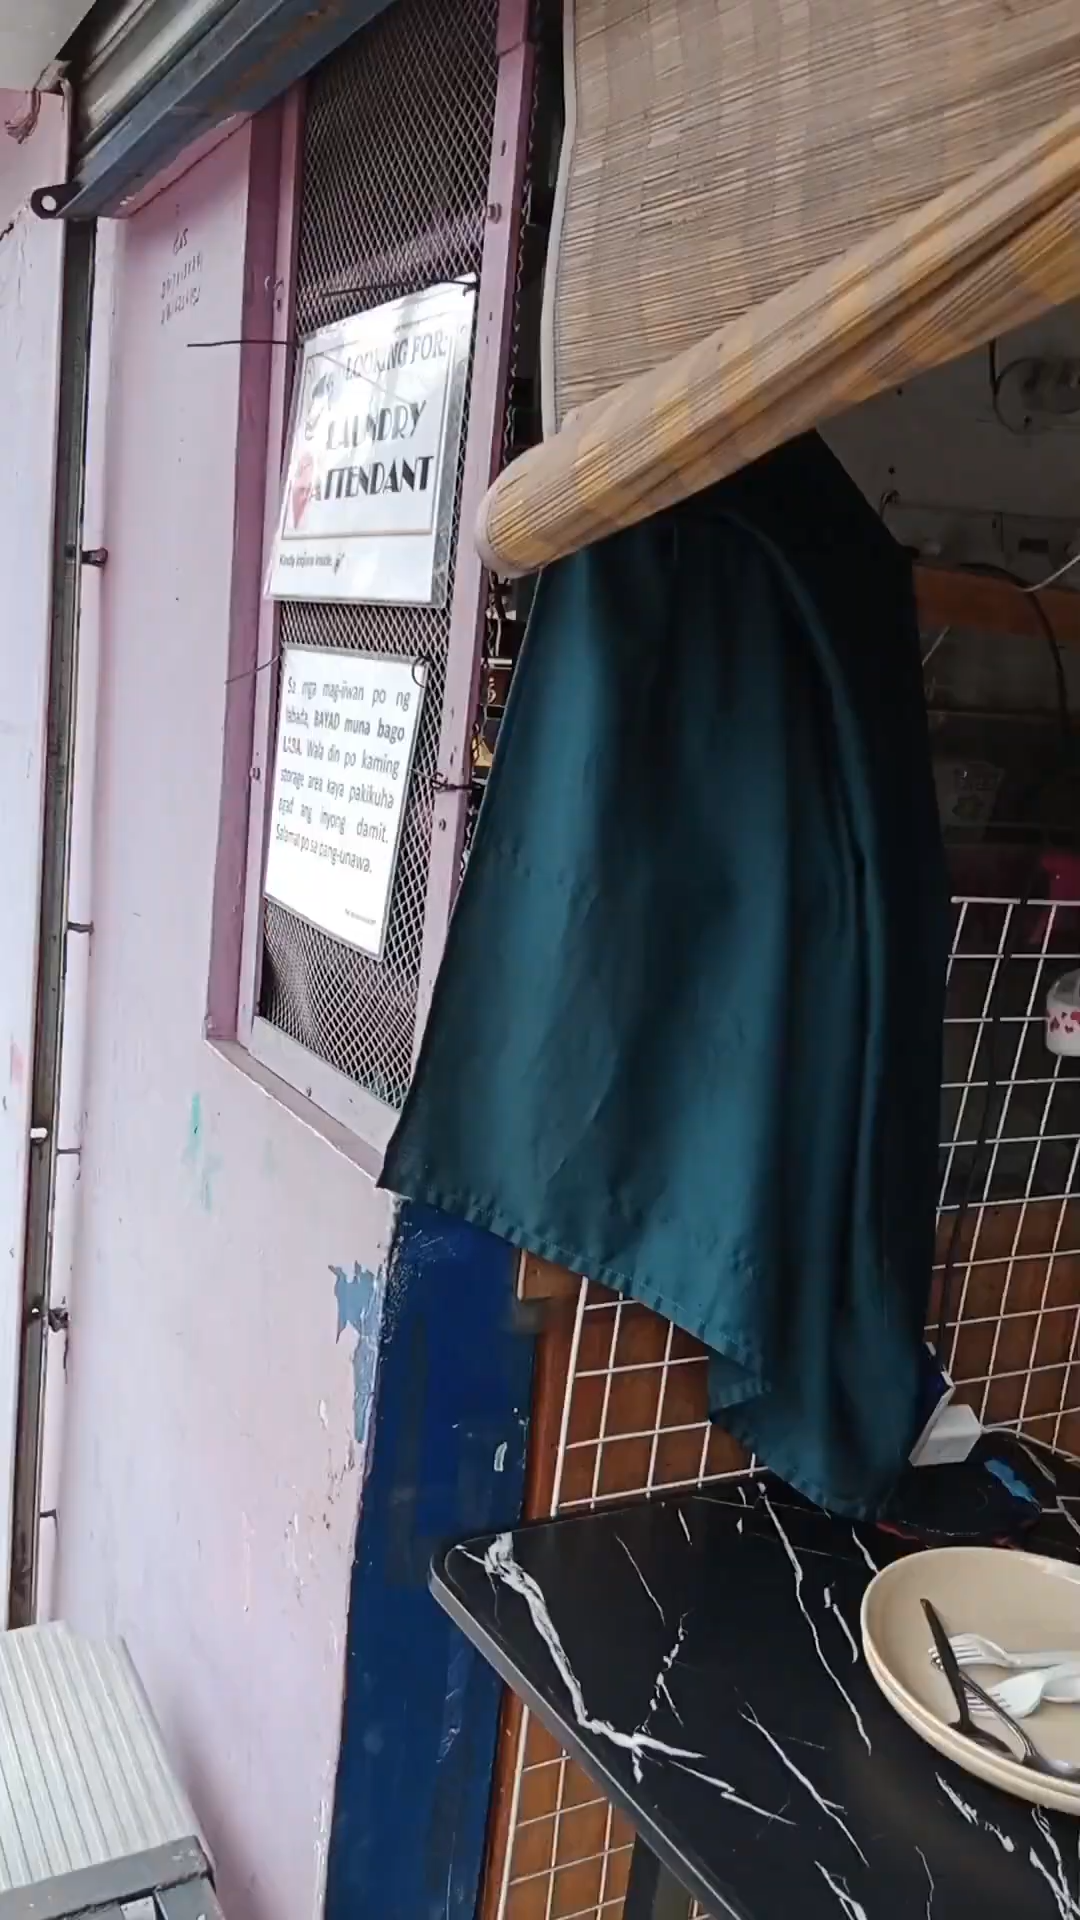 GAS
LOOKING FOR:
LAUNDRY
ATTENDANT
Kindly inquire inside.
Sa mga mag-iiwan po ng
labada, BAYAD muna bago
LABA. Wala din po kaming
storage area kaya pakikuha
agad ang inyong damit.
Salamat po sa pang-unawa.